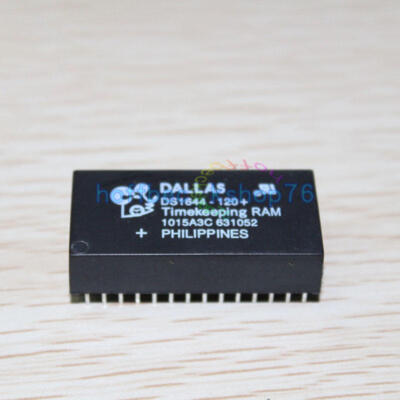 DALLAS
DS1644-120+
Timekeeping RAM
1015A3C 631052
+ PHILIPPINES